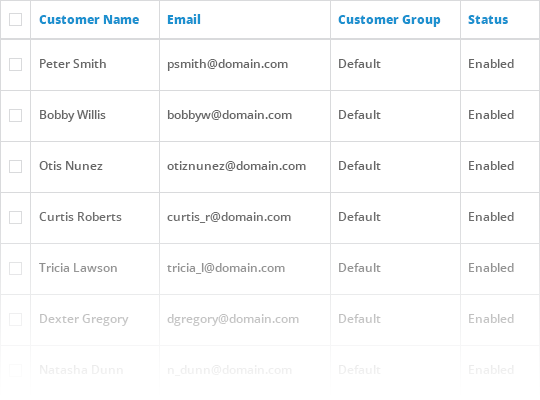 Customer Name Email Customer Group Status
Peter Smith psmith@domain.com Default Enabled
Bobby Willis bobbyw@domain.com Default Enabled
Otis Nunez otiznunez@domain.com Default Enabled
Curtis Roberts curtis_r@domain.com Default Enabled
Tricia Lawson tricia_l@domain.com Default Enabled
Dexter Gregory dgregory@domain.com Default Enabled
Natasha Dunn n_dunn@domain.com Default Enabled